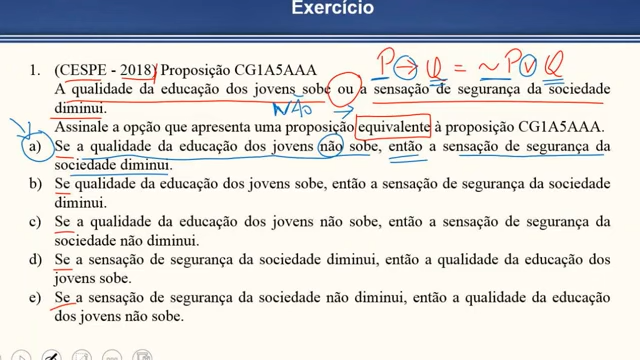 Exercício
P → Q = ~ P v Q
1. (CESPE - 2018) Proposição CG1A5AAA
A qualidade da educação dos jovens sobe ou a sensação de segurança da sociedade
diminui.
NÃO →
Assinale a opção que apresenta uma proposição equivalente à proposição CG1A5AAA.
a) Se a qualidade da educação dos jovens não sobe, então a sensação de segurança da
sociedade diminui.
b) Se qualidade da educação dos jovens sobe, então a sensação de segurança da sociedade
diminui.
c) Se a qualidade da educação dos jovens não sobe, então a sensação de segurança da
sociedade não diminui.
d) Se a sensação de segurança da sociedade diminui, então a qualidade da educação dos
jovens sobe.
e) Se a sensação de segurança da sociedade não diminui, então a qualidade da educação
dos jovens não sobe.